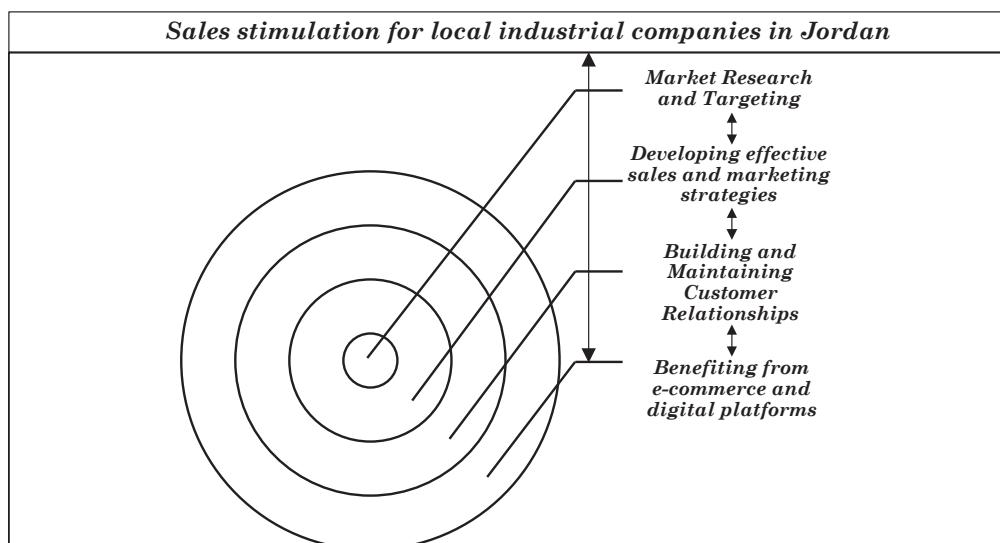 Sales stimulation for local industrial companies in Jordan
Market Research
and Targeting
Developing effective
sales and marketing
strategies
Building and
Maintaining
Customer
Relationships
Benefiting from
e-commerce and
digital platforms